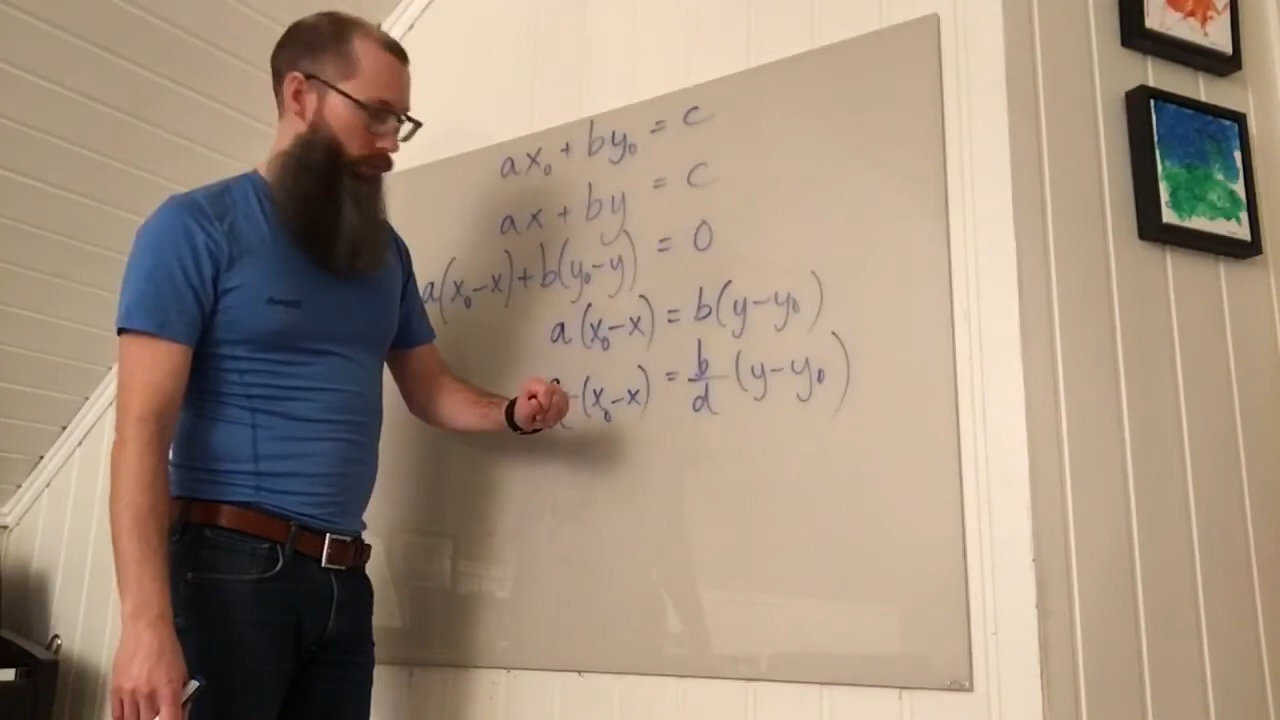 ax₀ + by₀ = c
ax + by = c
a(x₀-x)+b(y₀-y) = 0
a(x₀-x) = b(y-y₀)
(x₀-x) = b/d (y-y₀)